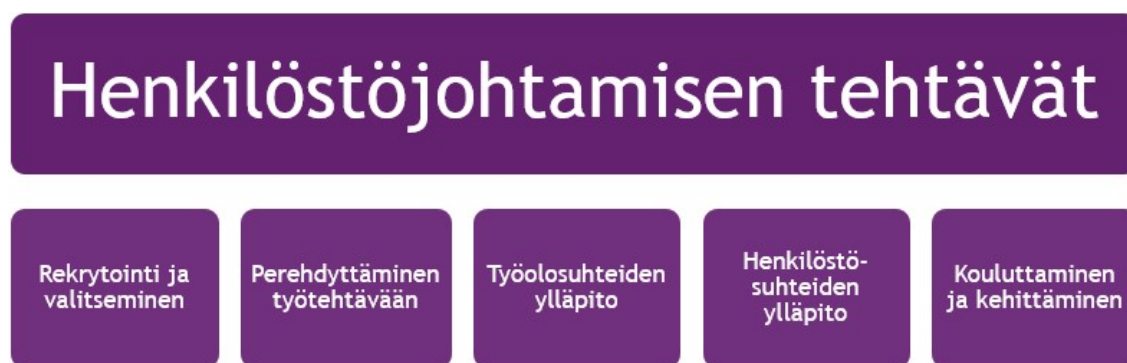 Henkilöstöjohtamisen tehtävät
Rekrytointi ja
valitseminen
Perehdyttäminen
työtehtävään
Työolosuhteiden
ylläpito
Henkilöstö-
suhteiden
ylläpito
Kouluttaminen
ja kehittäminen